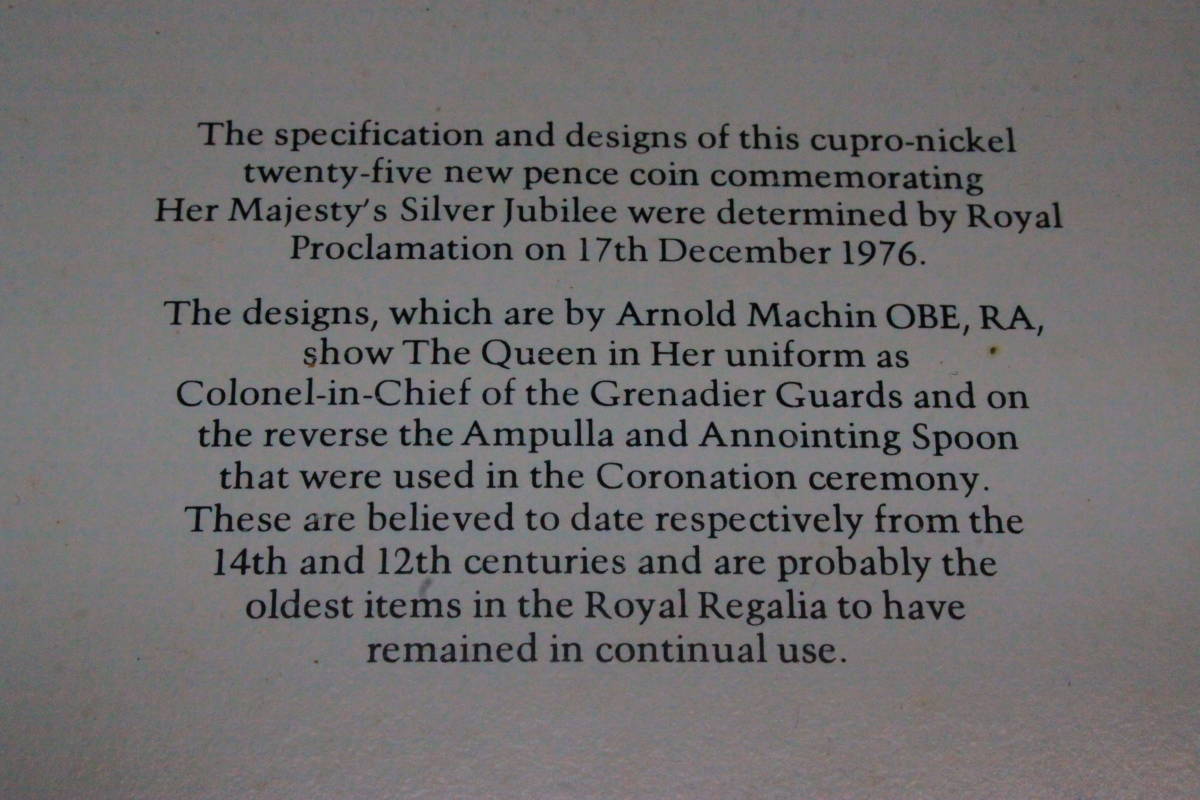 The specification and designs of this cupro-nickel
twenty-five new pence coin commemorating
Her Majesty's Silver Jubilee were determined by Royal
Proclamation on 17th December 1976.
The designs, which are by Arnold Machin OBE, RA,
show The Queen in Her uniform as
Colonel-in-Chief of the Grenadier Guards and on
the reverse the Ampulla and Annointing Spoon
that were used in the Coronation ceremony.
These are believed to date respectively from the
14th and 12th centuries and are probably the
oldest items in the Royal Regalia to have
remained in continual use.